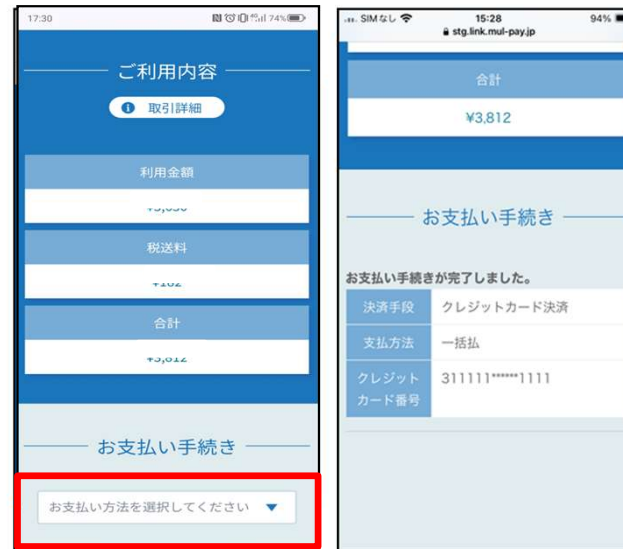 17:30
74%
ご利用内容
取引詳細
利用金額
税送料
合計
お支払い手続き
お支払い方法を選択してください
SIMなし
15:28
94%
stg.link.mul-pay.jp
合計
¥3,812
お支払い手続き
お支払い手続きが完了しました。
決済手段 クレジットカード決済
支払方法 一括払
クレジット 311111******1111
カード番号